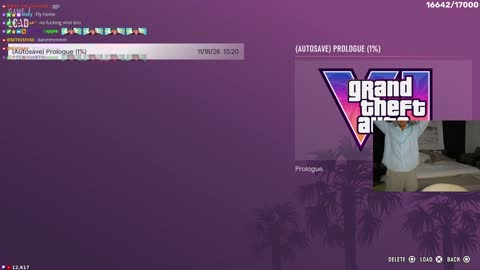 16642/17000
Fly home
no fucking shot bro
LOAD
(Autosave) Prologue (1%) 11/18/26 13:20
(AUTOSAVE) PROLOGUE (1%)
VI
grand
theft
auto
Prologue.
DELETE LOAD BACK
12,617